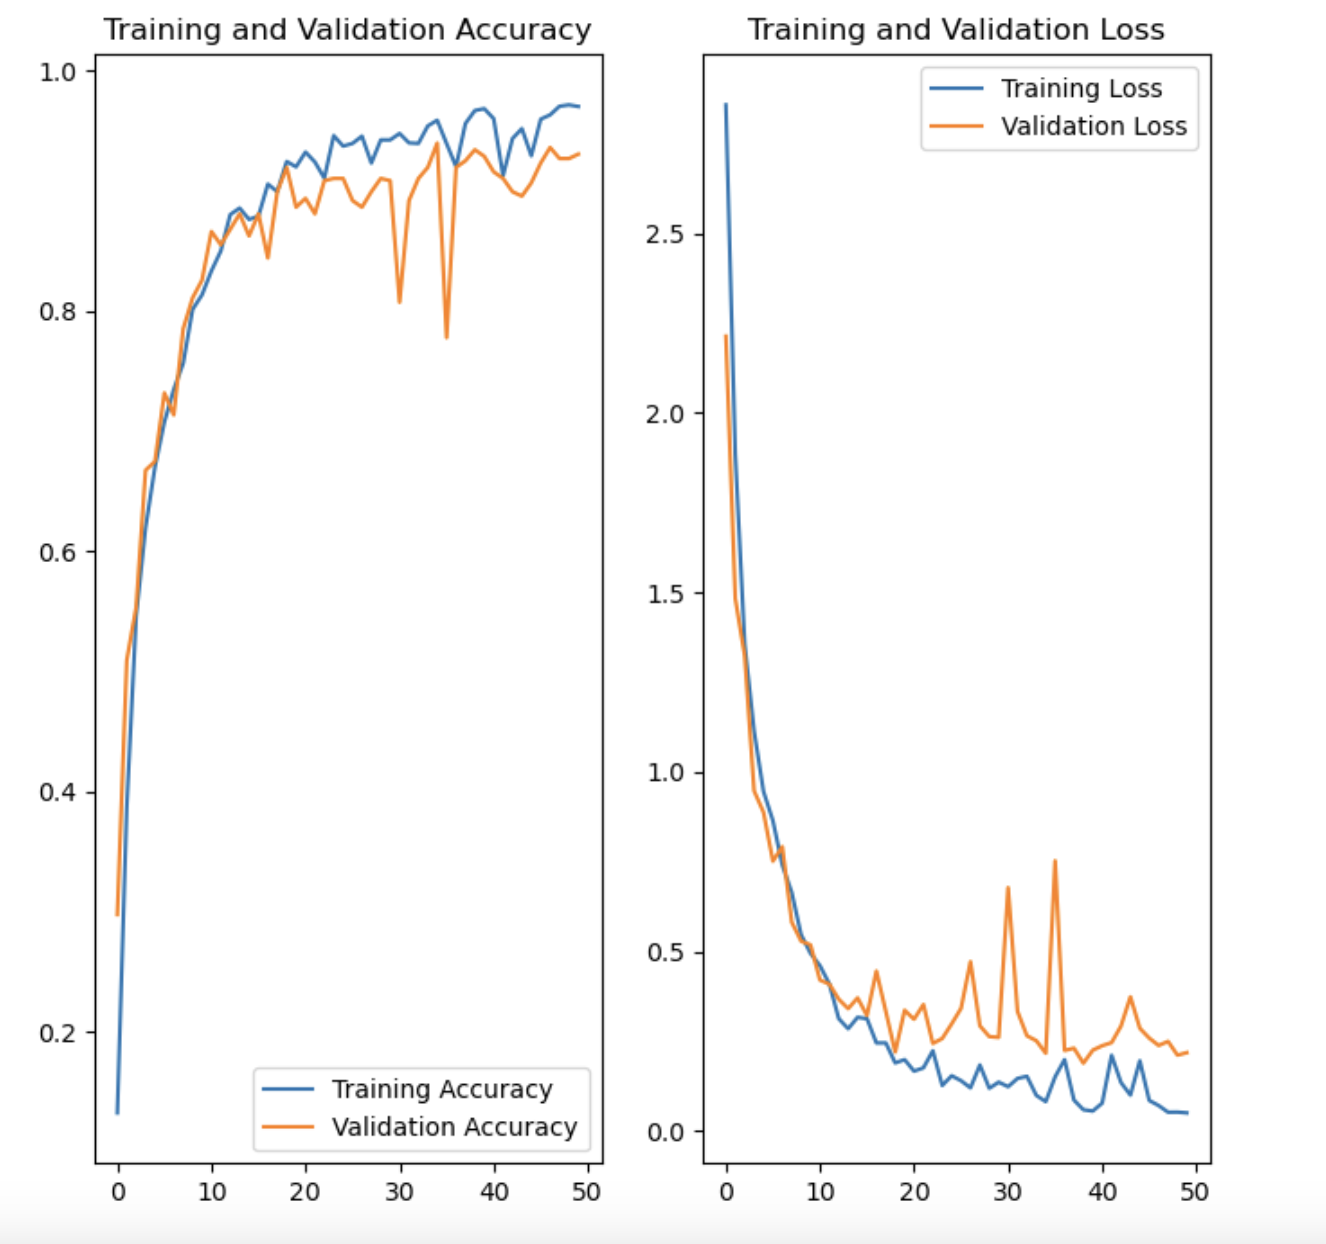 Training and Validation Accuracy
1.0
0.8
0.6
0.4
0.2
Training Accuracy
Validation Accuracy
0 10 20 30 40 50
Training and Validation Loss
Training Loss
Validation Loss
2.5
2.0
1.5
1.0
0.5
0.0
0 10 20 30 40 50